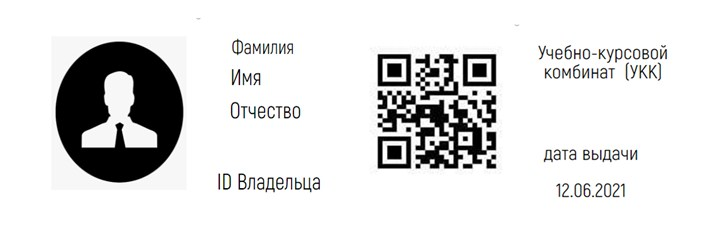 Фамилия
Имя
Отчество
ID Владельца
Учебно-курсовой
комбинат (УКК)
дата выдачи
12.06.2021